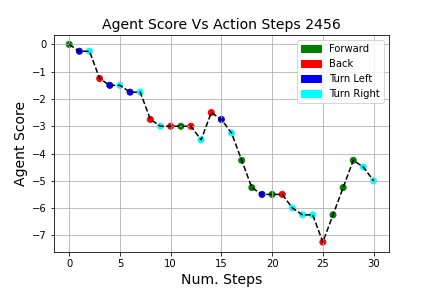 Agent Score Vs Action Steps 2456
Forward
Back
Turn Left
Turn Right
Agent Score
0
−1
−2
−3
−4
−5
−6
−7
0 5 10 15 20 25 30
Num. Steps